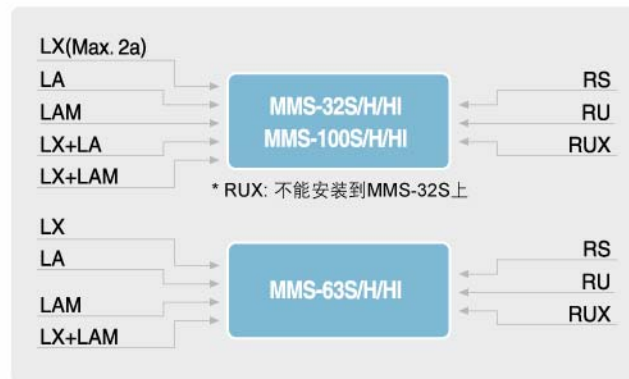 LX(Max. 2a)
LA
LAM
LX+LA
LX+LAM
MMS-32S/H/HI
MMS-100S/H/HI
RS
RU
RUX
* RUX: 不能安装到MMS-32S上
LX
LA
LAM
LX+LAM
MMS-63S/H/HI
RS
RU
RUX